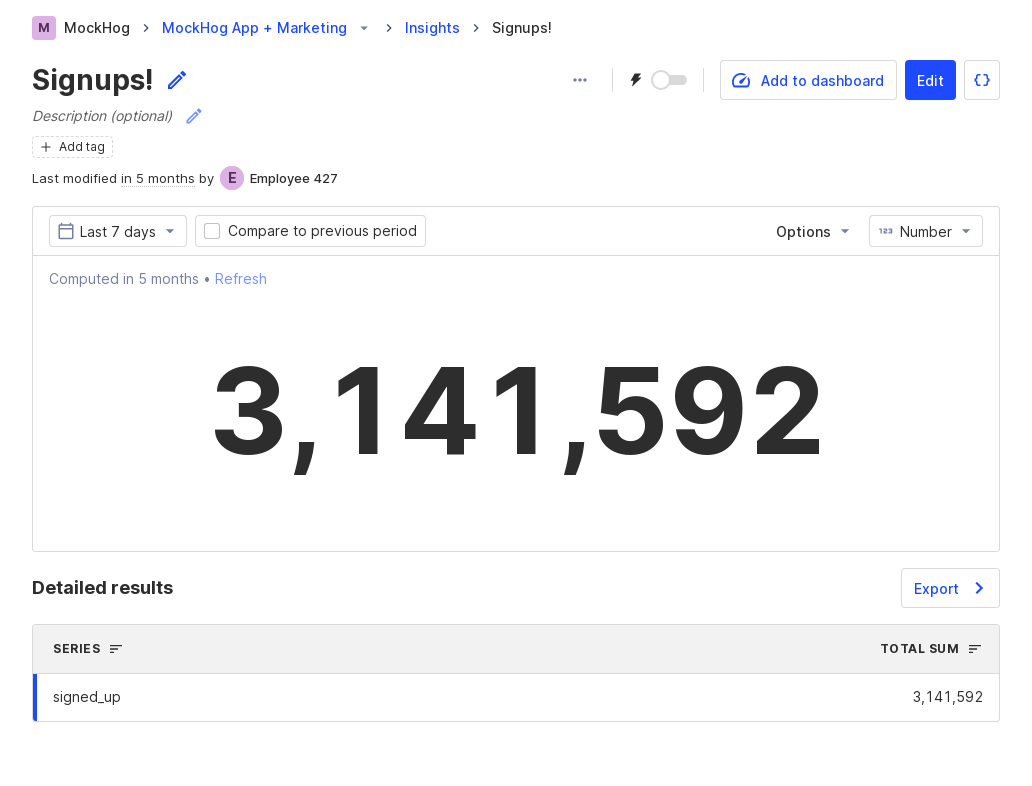 M MockHog > MockHog App + Marketing > Insights > Signups!
Signups!
Add to dashboard Edit {}
Description (optional)
+ Add tag
Last modified in 5 months by E Employee 427
Last 7 days Compare to previous period Options 123 Number
Computed in 5 months • Refresh
3,141,592
Detailed results
Export
SERIES TOTAL SUM
signed_up 3,141,592